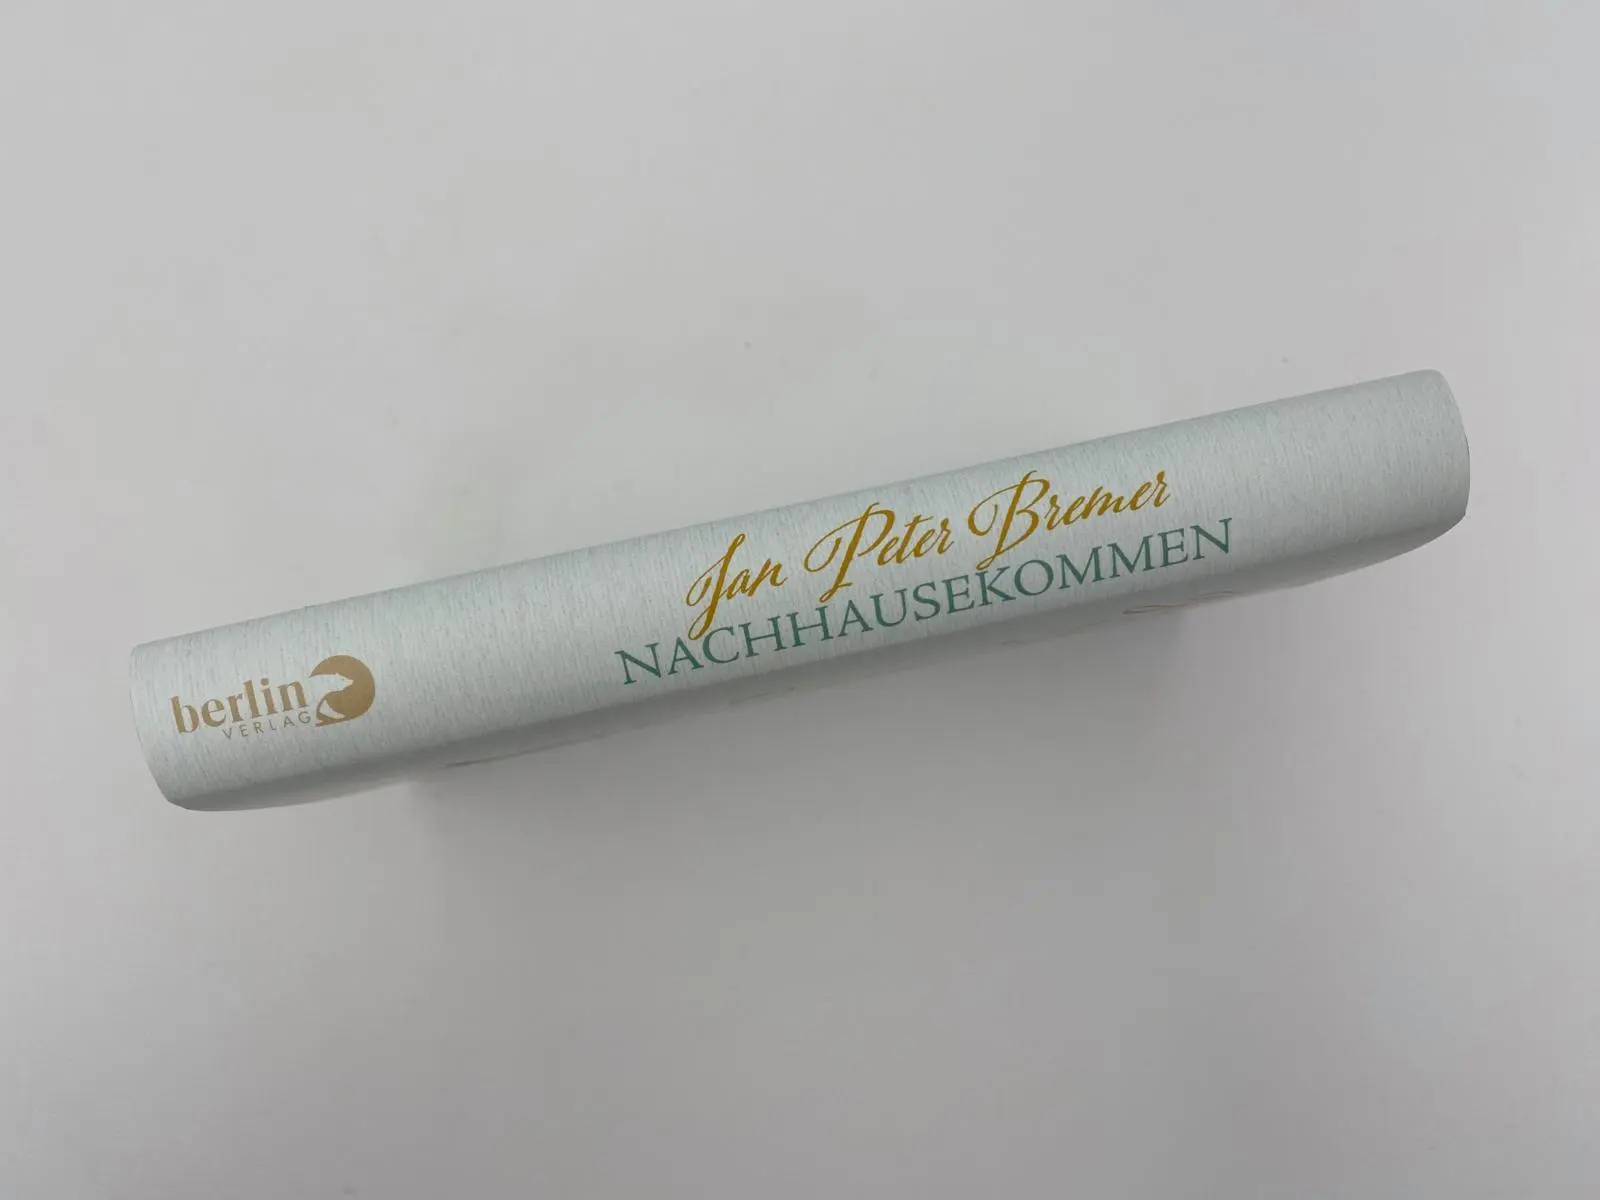 Jan Peter Bremer
NACHHAUSEKOMMEN
berlin
VERLAG